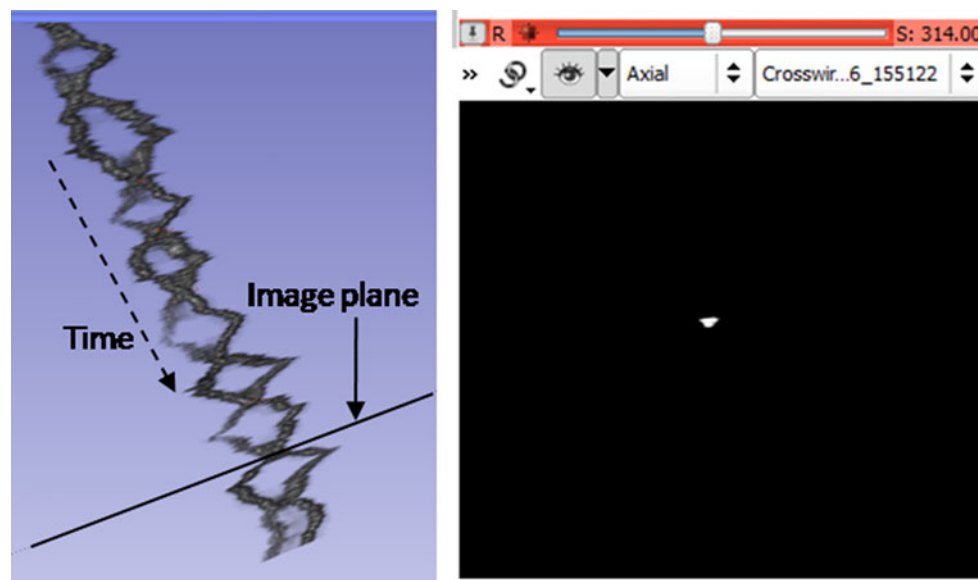 Time
Image plane
R
S: 314.00
»
Axial
Crosswir...6_155122